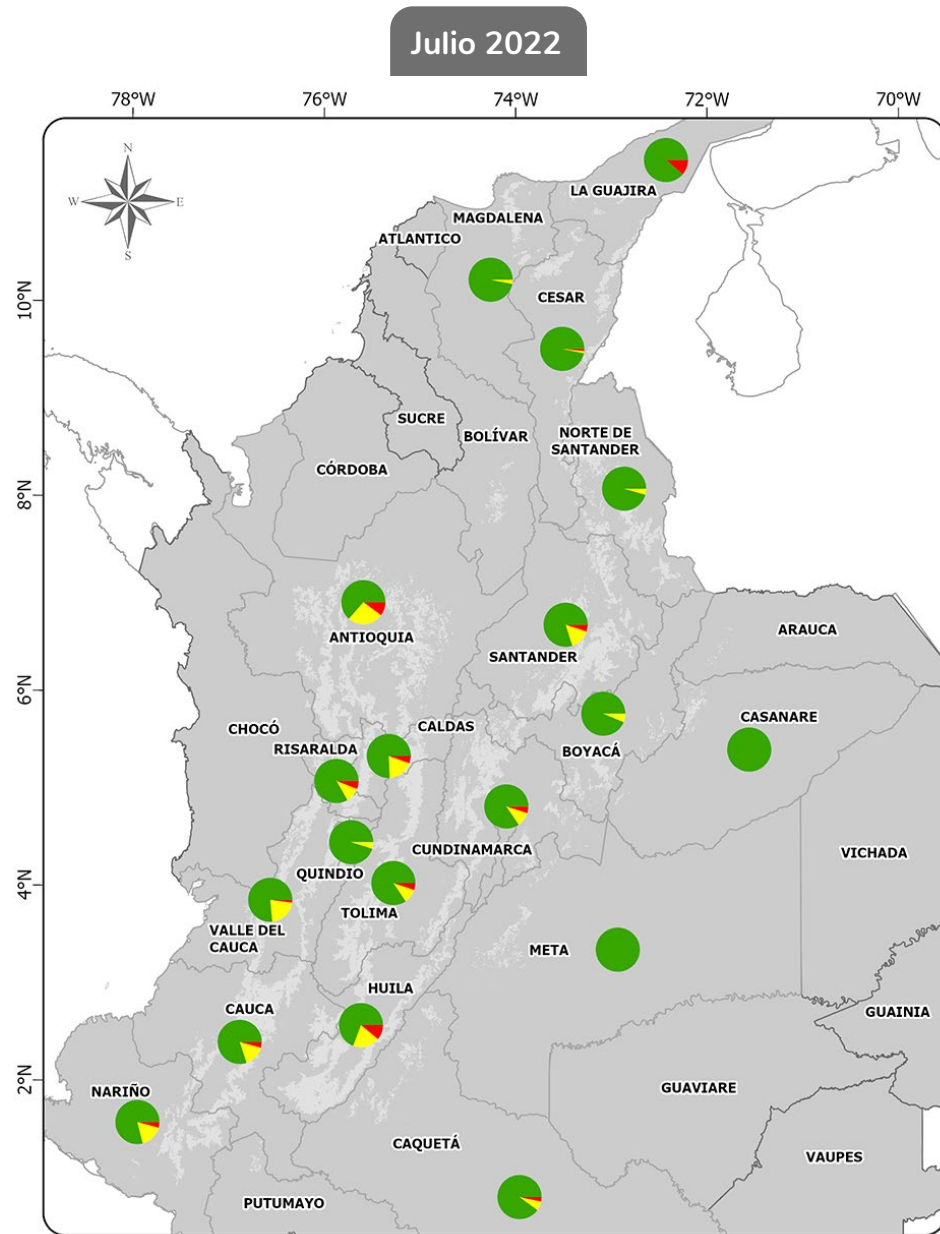 Julio 2022
78°W
76°W
74°W
72°W
70°W
N
W
E
S
10°N
8°N
6°N
4°N
2°N
LA GUAJIRA
MAGDALENA
ATLANTICO
CESAR
SUCRE
BOLÍVAR
NORTE DE
SANTANDER
CÓRDOBA
ANTIOQUIA
SANTANDER
ARAUCA
CHOCÓ
CALDAS
CASANARE
RISARALDA
BOYACÁ
CUNDINAMARCA
VICHADA
QUINDIO
TOLIMA
VALLE DEL
CAUCA
META
HUILA
CAUCA
GUAINIA
NARIÑO
GUAVIARE
CAQUETÁ
VAUPES
PUTUMAYO